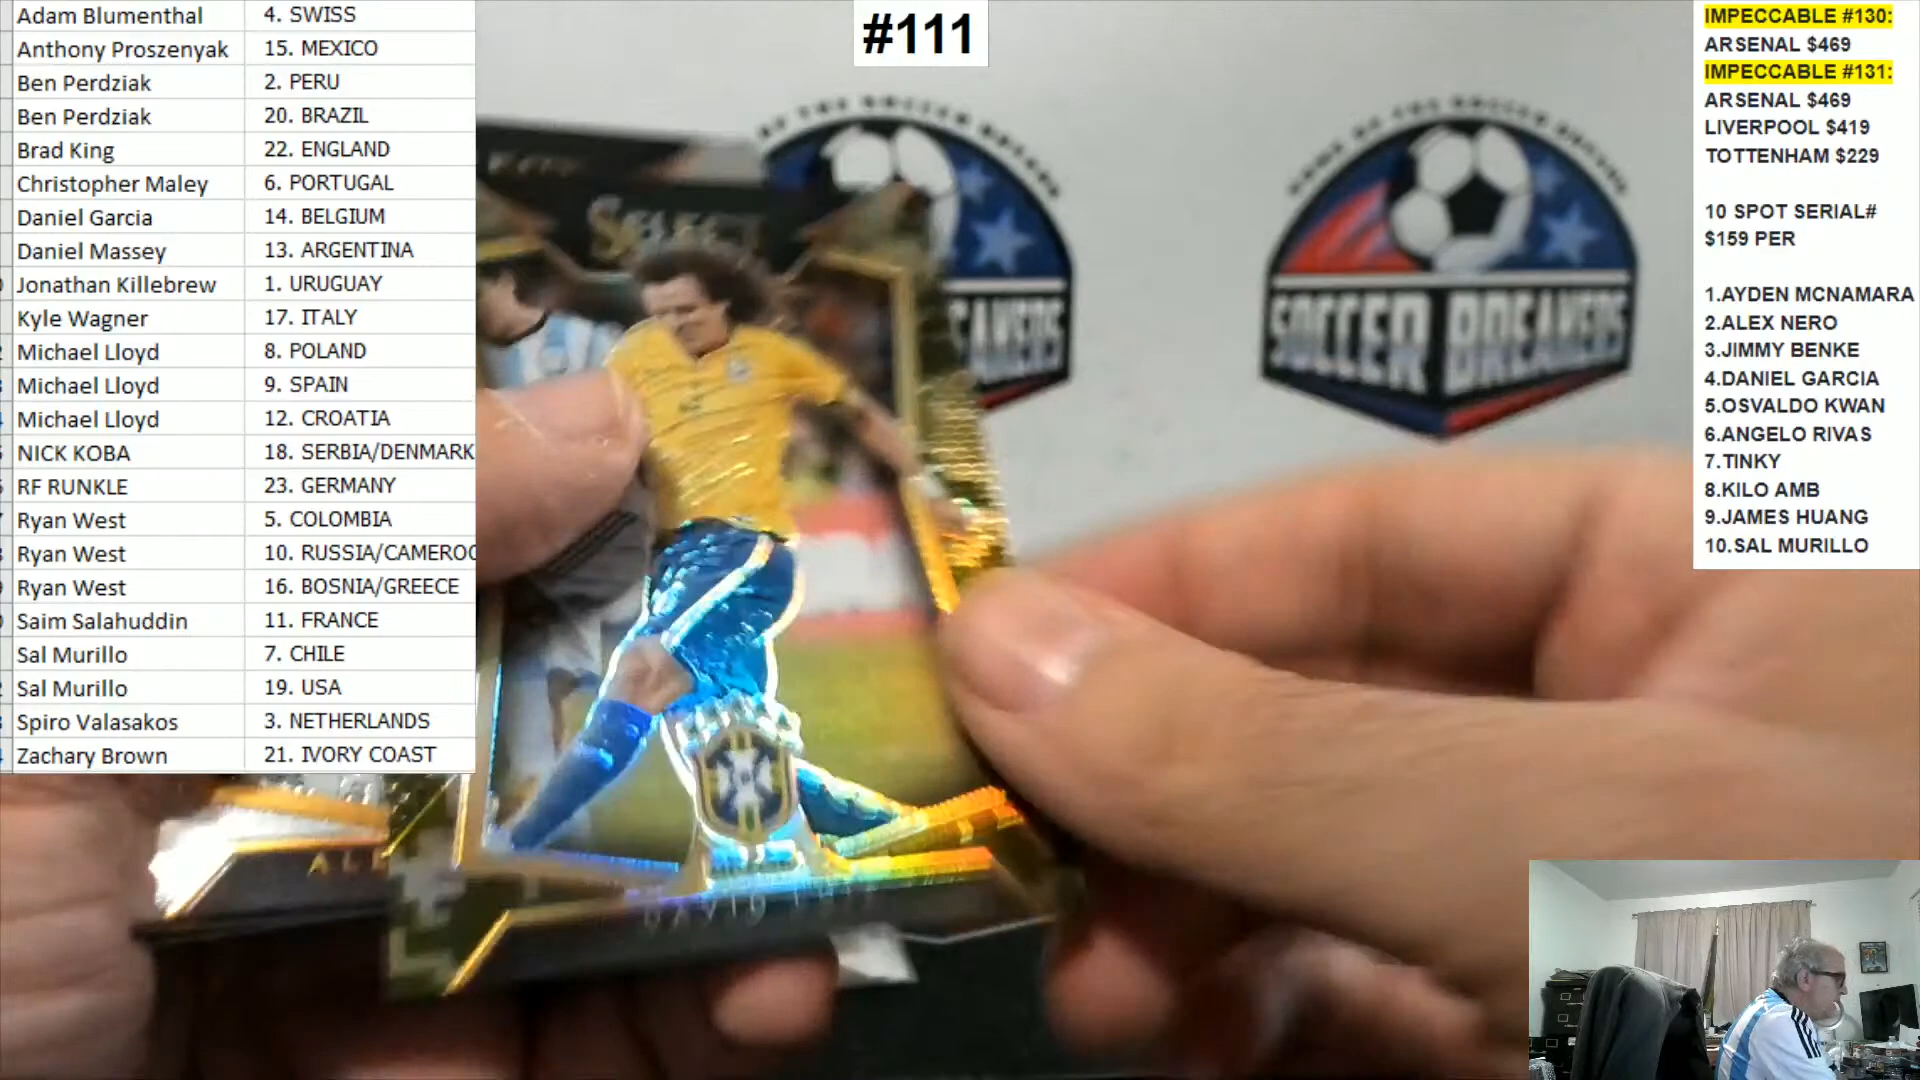 Adam Blumenthal 4. SWISS
Anthony Proszenyak 15. MEXICO
Ben Perdziak 2. PERU
Ben Perdziak 20. BRAZIL
Brad King 22. ENGLAND
Christopher Maley 6. PORTUGAL
Daniel Garcia 14. BELGIUM
Daniel Massey 13. ARGENTINA
Jonathan Killebrew 1. URUGUAY
Kyle Wagner 17. ITALY
Michael Lloyd 8. POLAND
Michael Lloyd 9. SPAIN
Michael Lloyd 12. CROATIA
NICK KOBA 18. SERBIA/DENMARK
RF RUNKLE 23. GERMANY
Ryan West 5. COLOMBIA
Ryan West 10. RUSSIA/CAMEROO
Ryan West 16. BOSNIA/GREECE
Saim Salahuddin 11. FRANCE
Sal Murillo 7. CHILE
Sal Murillo 19. USA
Spiro Valasakos 3. NETHERLANDS
Zachary Brown 21. IVORY COAST
#111
SELECT
DAVID
ALE
EAKERS
SOCCER BREAKERS
IMPECCABLE #130:
ARSENAL $469
IMPECCABLE #131:
ARSENAL $469
LIVERPOOL $419
TOTTENHAM $229
10 SPOT SERIAL#
$159 PER
1.AYDEN MCNAMARA
2.ALEX NERO
3.JIMMY BENKE
4.DANIEL GARCIA
5.OSVALDO KWAN
6.ANGELO RIVAS
7.TINKY
8.KILO AMB
9.JAMES HUANG
10.SAL MURILLO